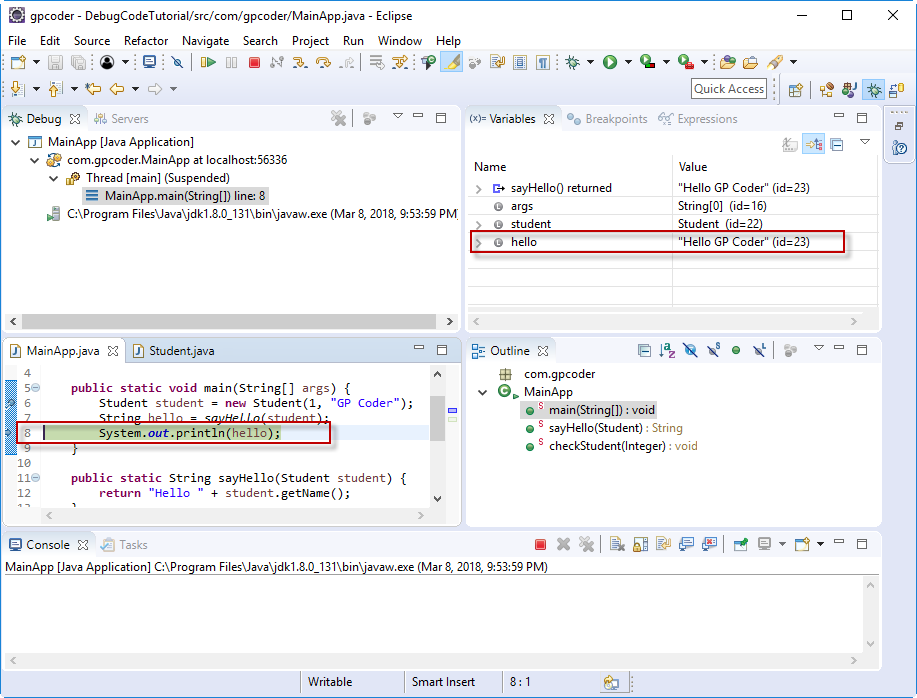 gpcoder - DebugCodeTutorial/src/com/gpcoder/MainApp.java - Eclipse
File Edit Source Refactor Navigate Search Project Run Window Help
Quick Access
Debug Servers
MainApp [Java Application]
com.gpcoder.MainApp at localhost:56336
Thread [main] (Suspended)
MainApp.main(String[]) line: 8
C:\Program Files\Java\jdk1.8.0_131\bin\javaw.exe (Mar 8, 2018, 9:53:59 PM)
(x)= Variables Breakpoints Expressions
Name Value
sayHello() returned "Hello GP Coder" (id=23)
args String[0] (id=16)
student Student (id=22)
hello "Hello GP Coder" (id=23)
MainApp.java Student.java
4
5 public static void main(String[] args) {
6 Student student = new Student(1, "GP Coder");
7 String hello = sayHello(student);
8 System.out.println(hello);
9 }
10
11 public static String sayHello(Student student) {
12 return "Hello " + student.getName();
13 }
Outline
com.gpcoder
MainApp
main(String[]) : void
sayHello(Student) : String
checkStudent(Integer) : void
Console Tasks
MainApp [Java Application] C:\Program Files\Java\jdk1.8.0_131\bin\javaw.exe (Mar 8, 2018, 9:53:59 PM)
Writable Smart Insert 8 : 1